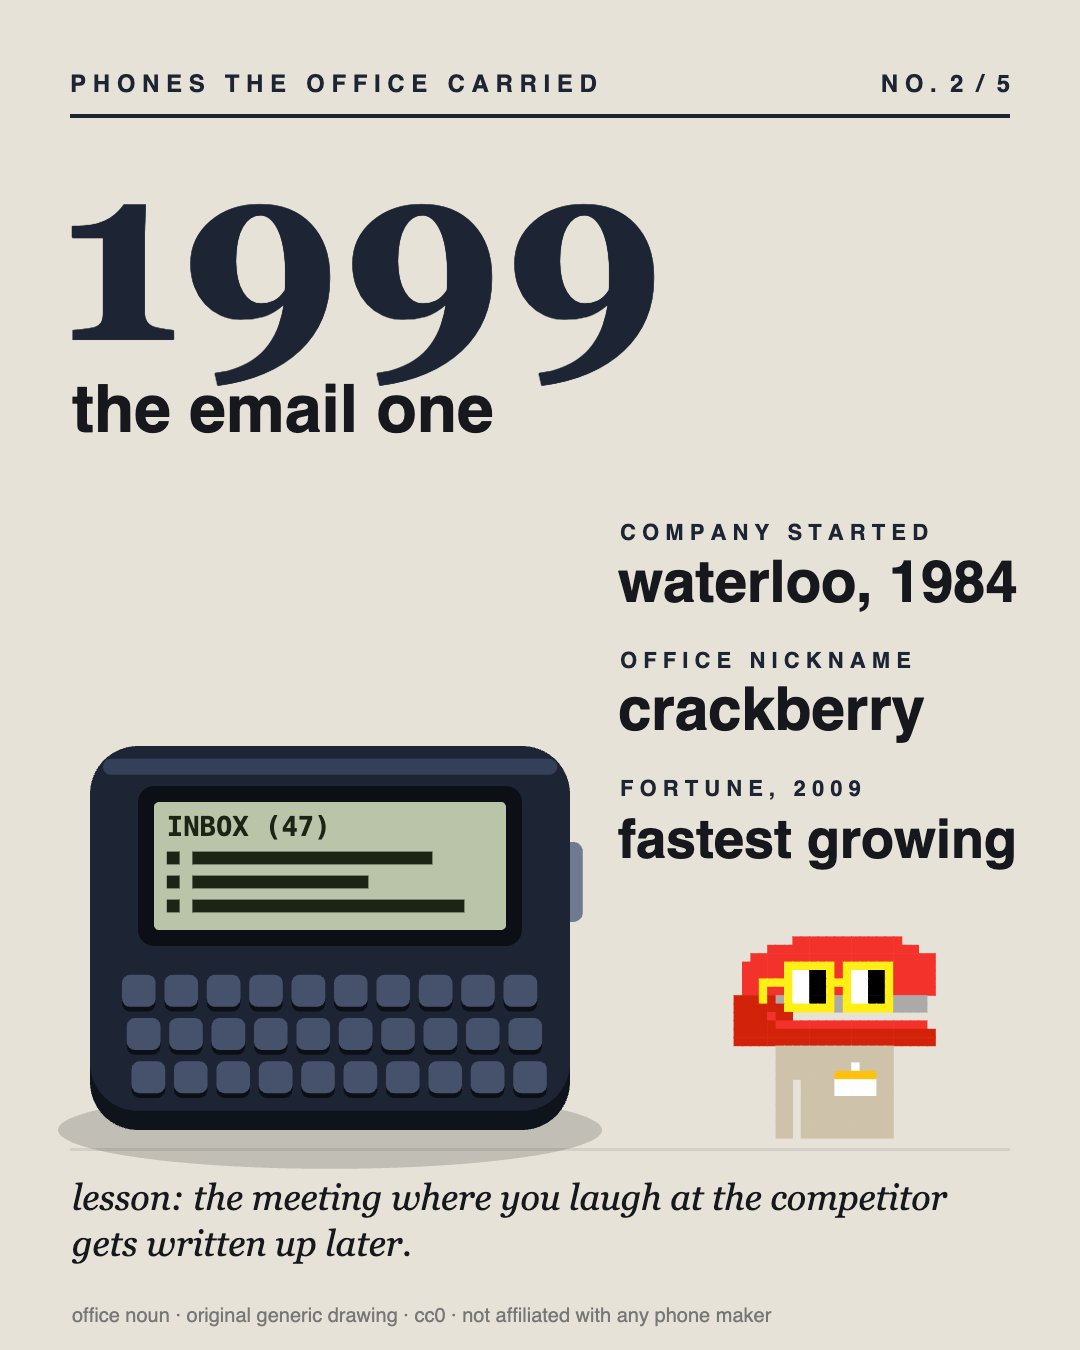 PHONES THE OFFICE CARRIED
NO. 2 / 5
1999
the email one
COMPANY STARTED
waterloo, 1984
OFFICE NICKNAME
crackberry
FORTUNE, 2009
fastest growing
INBOX (47)
lesson: the meeting where you laugh at the competitor
gets written up later.
office noun · original generic drawing · cc0 · not affiliated with any phone maker